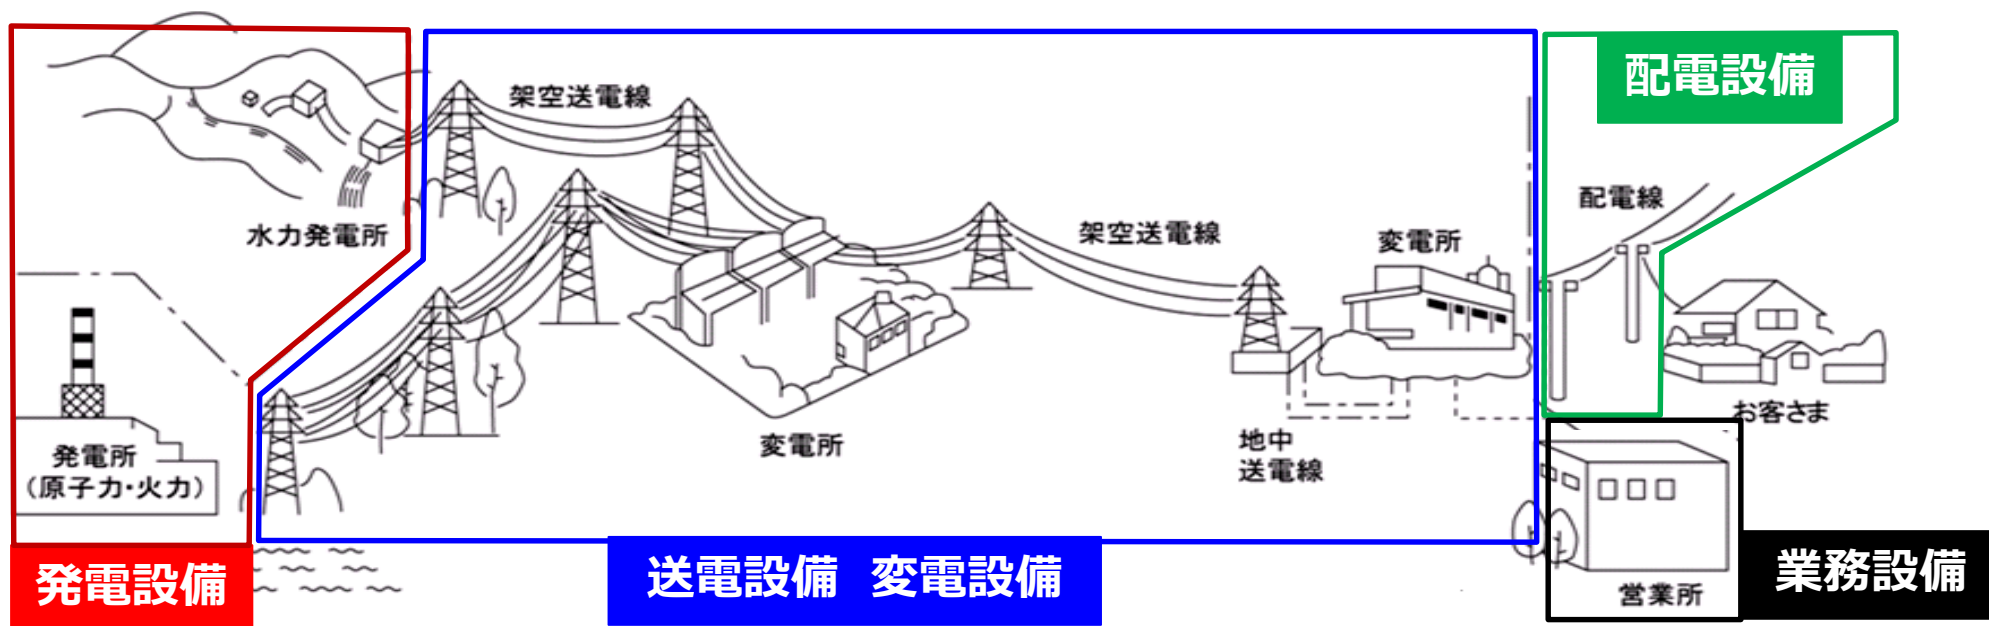 配電設備
架空送電線
配電線
水力発電所
架空送電線
変電所
お客さま
発電所
(原子力・火力)
変電所
地中
送電線
発電設備
送電設備 変電設備
営業所
業務設備